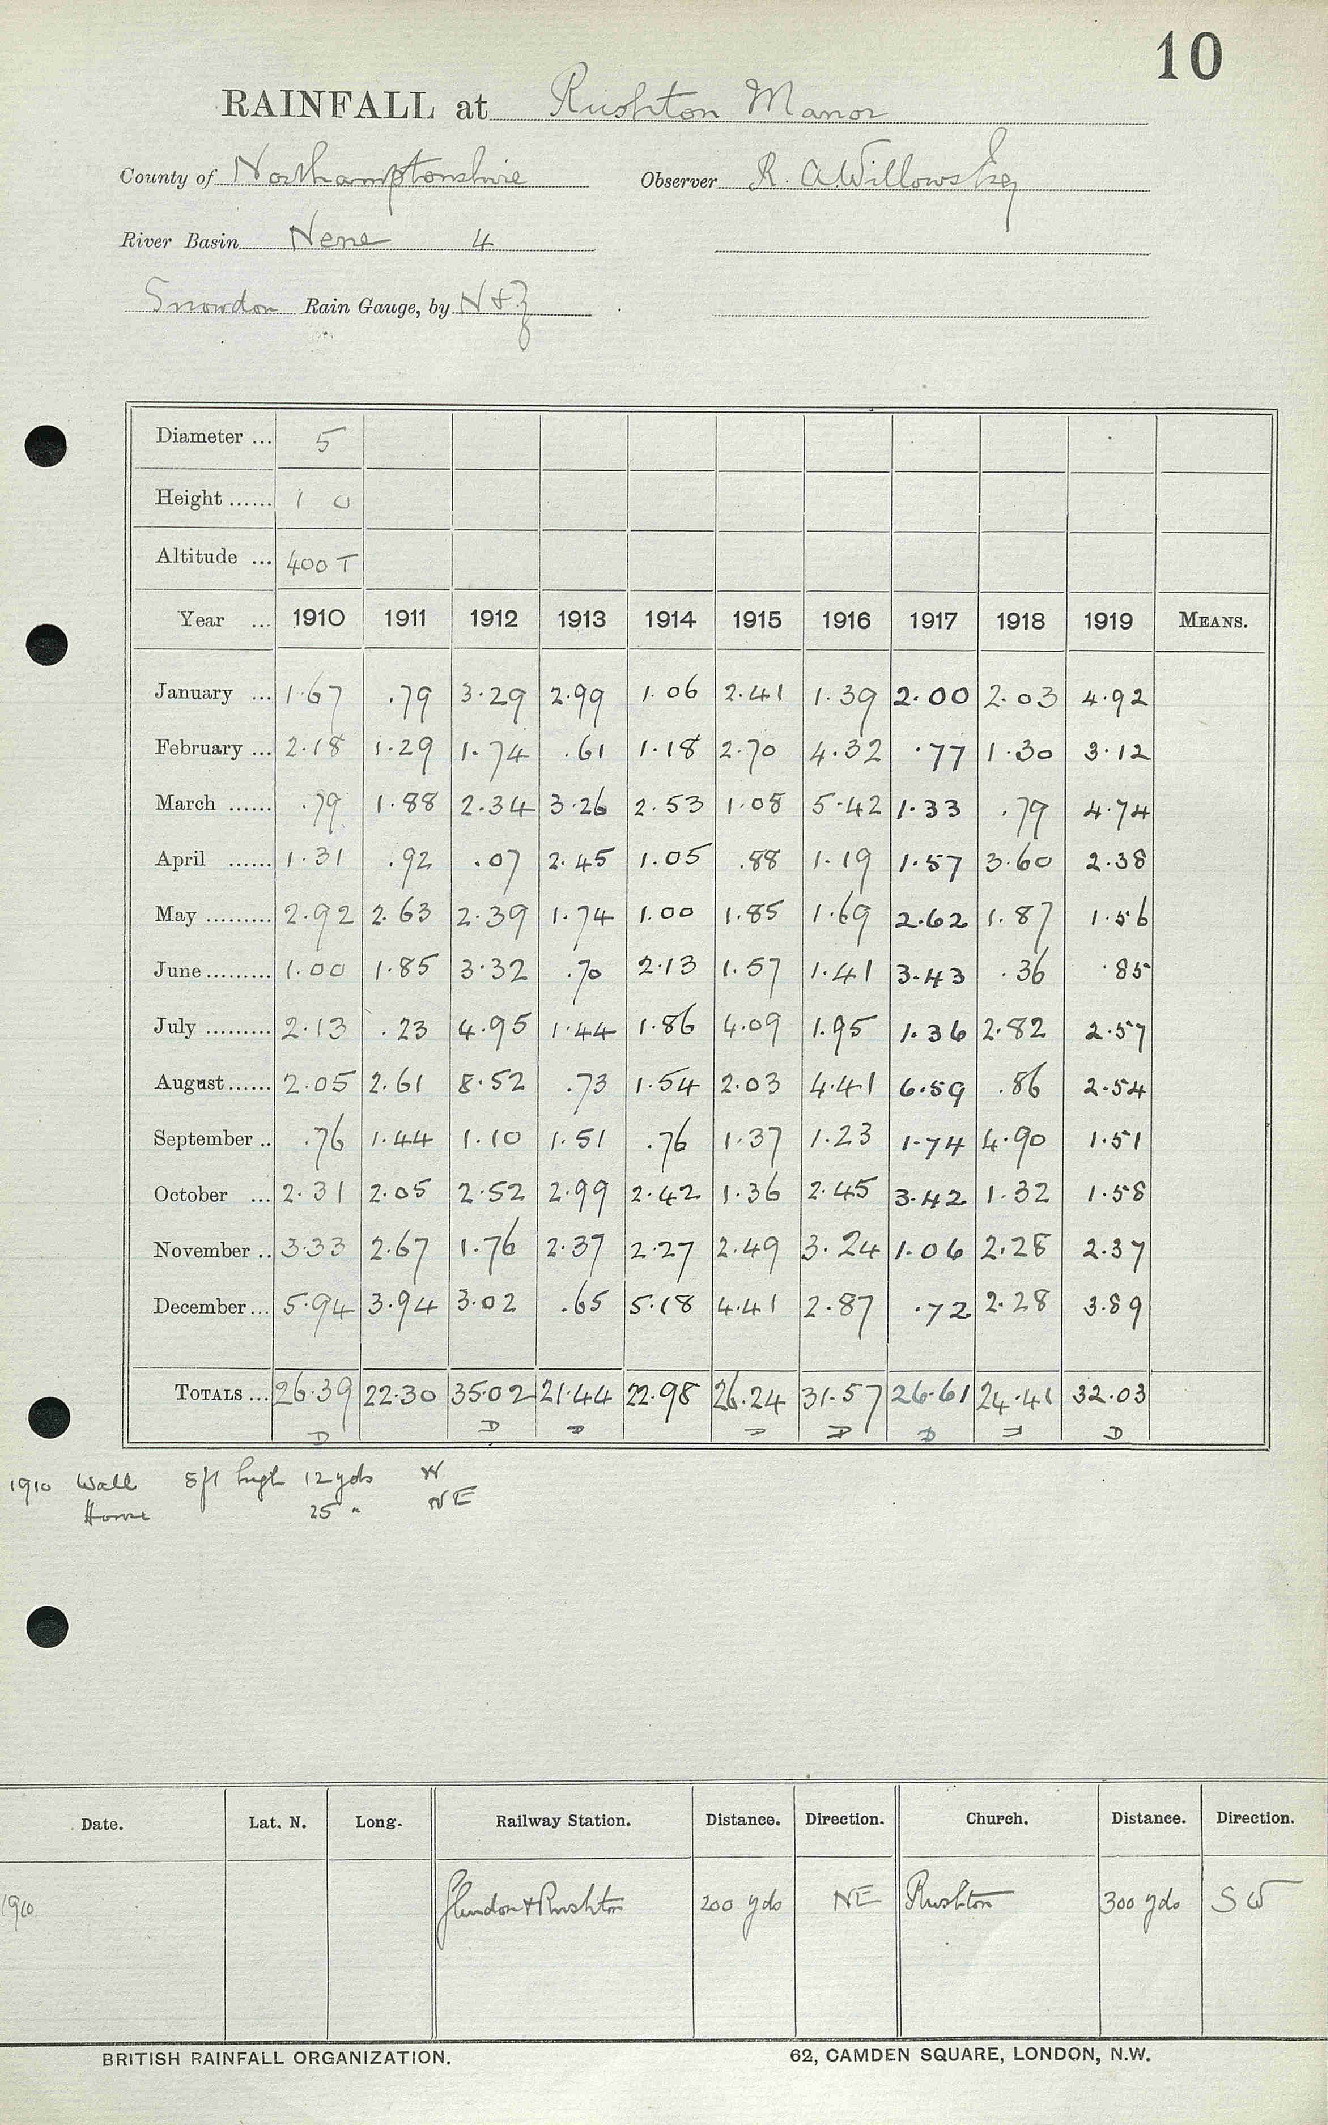 10
RAINFALL at Rushton Manor
County of Northamptonshire Observer R. A. Willows Esq
River Basin Nene 4
Snowdon Rain Gauge, by N & Z
Diameter ... 5
Height ...... 1 0
Altitude ... 400 T
Year ... 1910 1911 1912 1913 1914 1915 1916 1917 1918 1919 MEANS.
January ... 1.67 .79 3.29 2.99 1.06 2.41 1.39 2.00 2.03 4.92
February ... 2.18 1.29 1.74 .61 1.18 2.70 4.32 .77 1.30 3.12
March ...... .79 1.88 2.34 3.26 2.53 1.08 5.42 1.33 .79 4.74
April ...... 1.31 .92 .07 2.45 1.05 .88 1.19 1.57 3.60 2.38
May ......... 2.92 2.63 2.39 1.74 1.00 1.85 1.69 2.62 1.87 1.56
June ......... 1.00 1.85 3.32 .70 2.13 1.57 1.41 3.43 .36 .85
July ......... 2.13 .23 4.95 1.44 1.86 4.09 1.95 1.36 2.82 2.57
August ...... 2.05 2.61 8.52 .73 1.54 2.03 4.41 6.59 .86 2.54
September .. .76 1.44 1.10 1.51 .76 1.37 1.23 1.74 4.90 1.51
October ... 2.31 2.05 2.52 2.99 2.42 1.36 2.45 3.42 1.32 1.58
November .. 3.33 2.67 1.76 2.37 2.27 2.49 3.24 1.06 2.28 2.37
December ... 5.94 3.94 3.02 .65 5.18 4.41 2.87 .72 2.28 3.89
TOTALS ... 26.39 22.30 35.02 21.44 22.98 26.24 31.57 26.61 24.41 32.03
D D D D D D D D
1910 Wall 8ft high 12 yds W
House 25 " NE
Date. Lat. N. Long. Railway Station. Distance. Direction. Church. Distance. Direction.
1910 Glendon & Rushton 200 yds NE Rushton 300 yds SW
BRITISH RAINFALL ORGANIZATION. 62, CAMDEN SQUARE, LONDON, N.W.